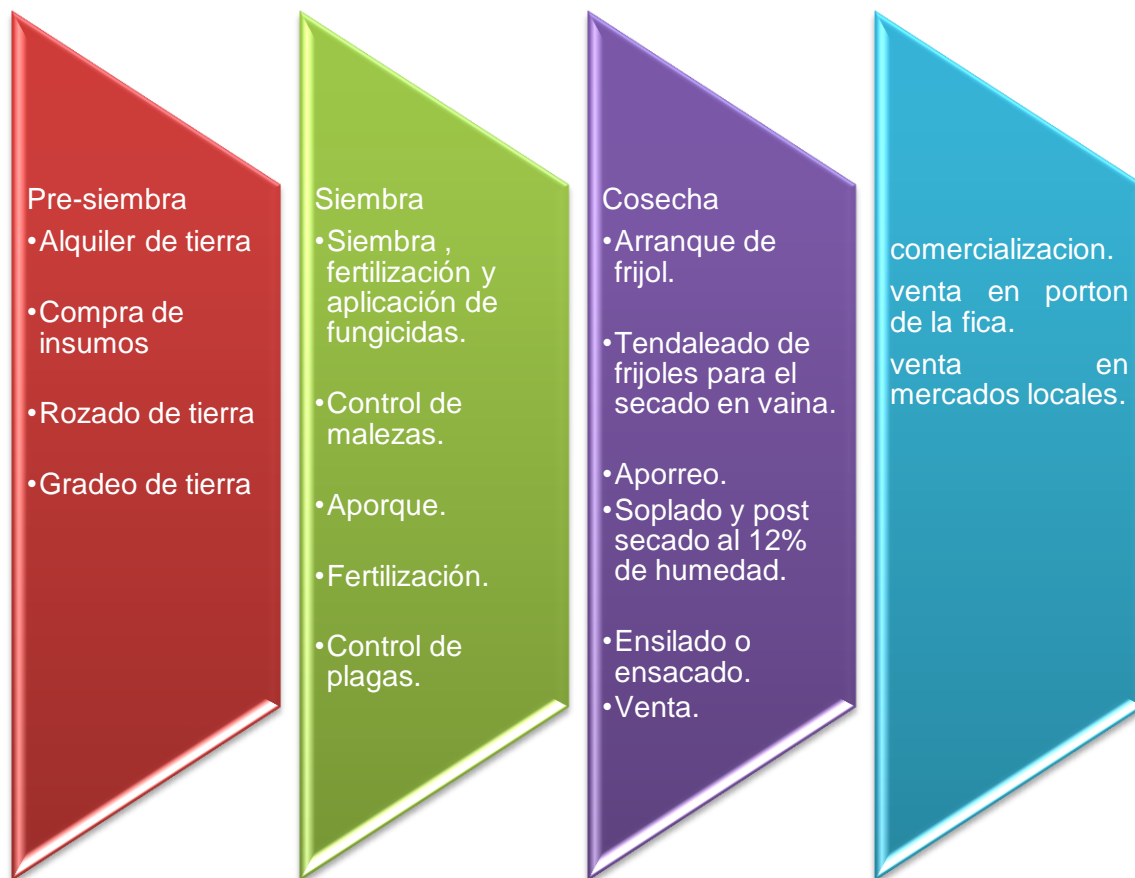 Pre-siembra
•Alquiler de tierra
•Compra de
insumos
•Rozado de tierra
•Gradeo de tierra
Siembra
•Siembra ,
fertilización y
aplicación de
fungicidas.
•Control de
malezas.
•Aporque.
•Fertilización.
•Control de
plagas.
Cosecha
•Arranque de
frijol.
•Tendaleado de
frijoles para el
secado en vaina.
•Aporreo.
•Soplado y post
secado al 12%
de humedad.
•Ensilado o
ensacado.
•Venta.
comercializacion.
venta en porton
de la fica.
venta en
mercados locales.